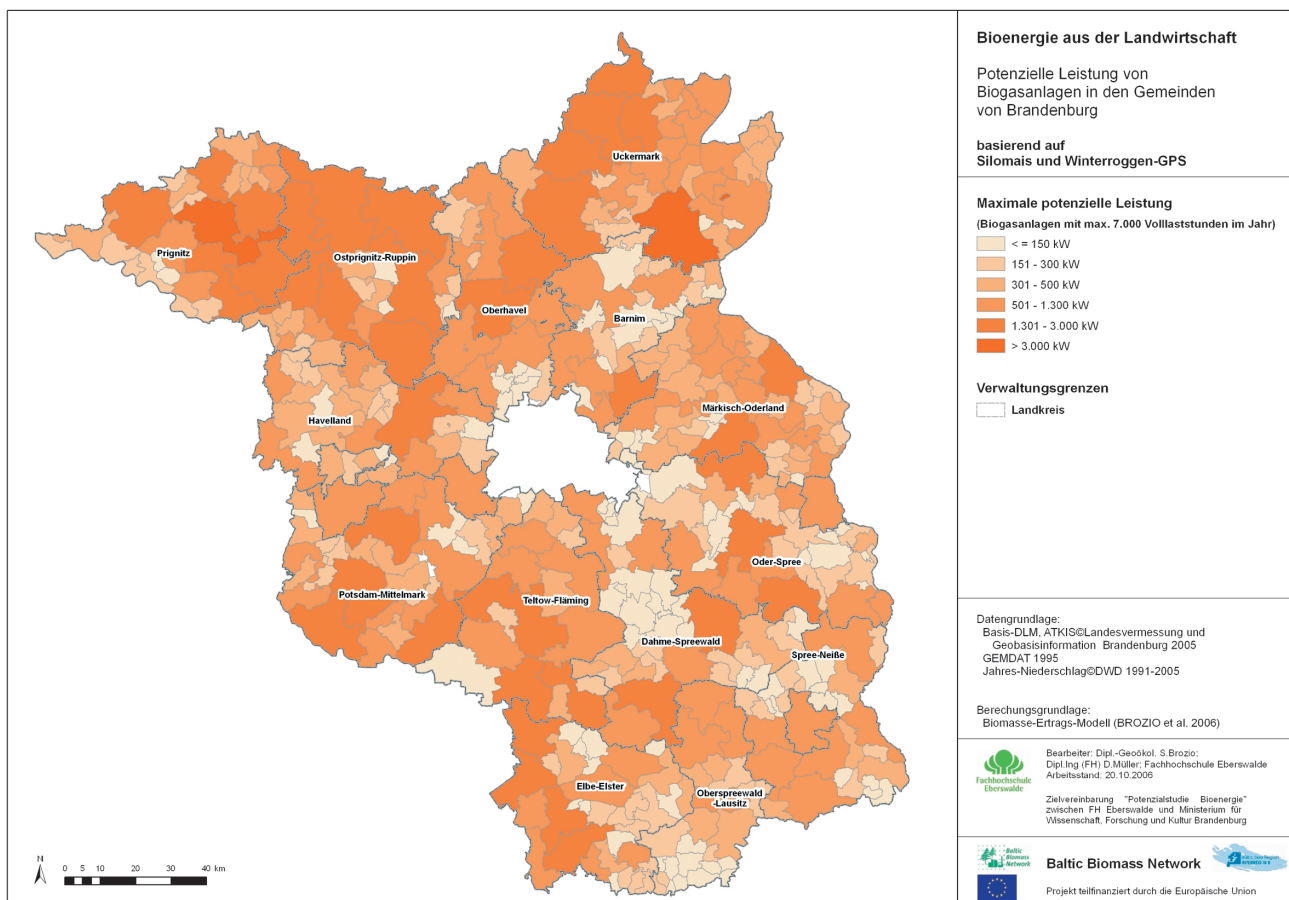 Bioenergie aus der Landwirtschaft
Potenzielle Leistung von
Biogasanlagen in den Gemeinden
von Brandenburg
basierend auf
Silomais und Winterroggen-GPS
Maximale potenzielle Leistung
(Biogasanlagen mit max. 7.000 Volllaststunden im Jahr)
< = 150 kW
151 - 300 kW
301 - 500 kW
501 - 1.300 kW
1.301 - 3.000 kW
> 3.000 kW
Verwaltungsgrenzen
Landkreis
Datengrundlage:
Basis-DLM, ATKIS©Landesvermessung und
Geobasisinformation Brandenburg 2005
GEMDAT 1995
Jahres-Niederschlag©DWD 1991-2005
Berechungsgrundlage:
Biomasse-Ertrags-Modell (BROZIO et al. 2006)
Fachhochschule
Eberswalde
Bearbeiter: Dipl.-Geoökol. S.Brozio;
Dipl.Ing (FH) D.Müller; Fachhochschule Eberswalde
Arbeitsstand: 20.10.2006
Zielvereinbarung "Potenzialstudie Bioenergie"
zwischen FH Eberswalde und Ministerium für
Wissenschaft, Forschung und Kultur Brandenburg
Baltic
Biomass
Network
Baltic Biomass Network
Projekt teilfinanziert durch die Europäische Union
Uckermark
Prignitz
Ostprignitz-Ruppin
Oberhavel
Barnim
Märkisch-Oderland
Havelland
Oder-Spree
Potsdam-Mittelmark
Teltow-Fläming
Dahme-Spreewald
Spree-Neiße
Elbe-Elster
Oberspreewald
-Lausitz
N
0 5 10 20 30 40 km